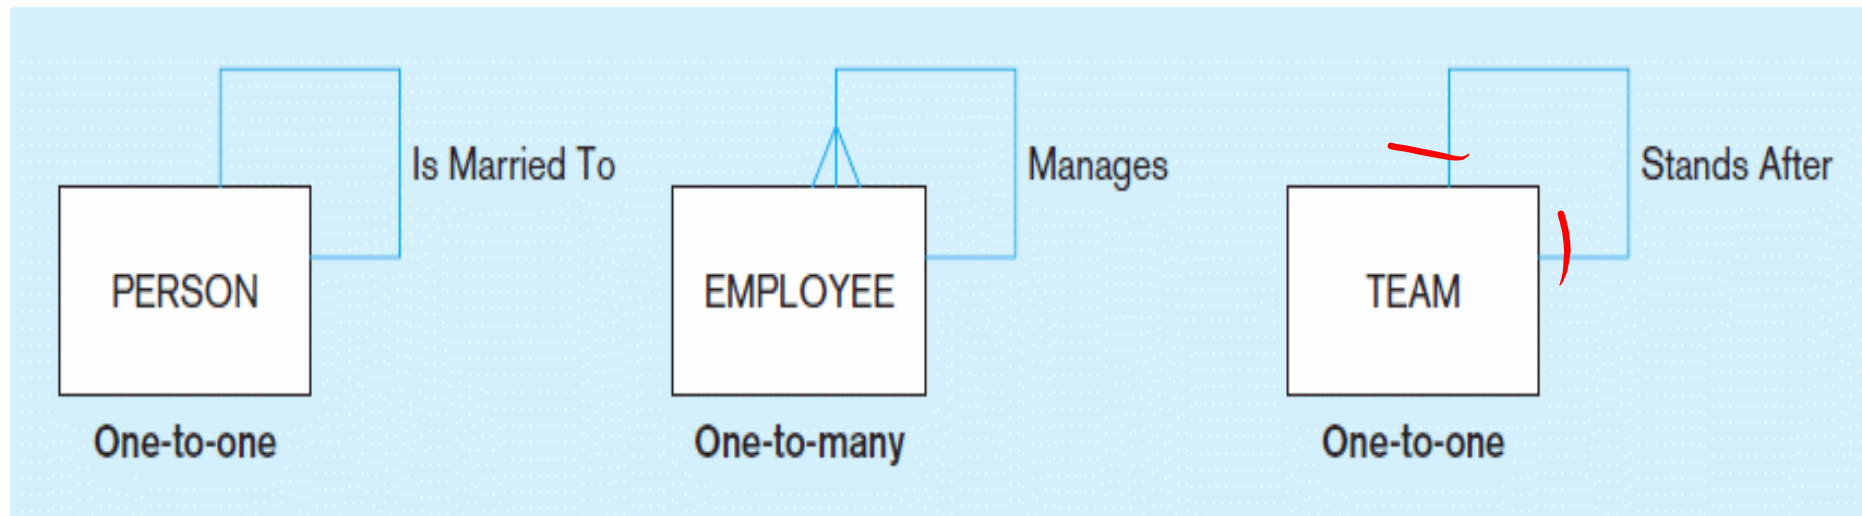 Is Married To
Manages
Stands After
PERSON
EMPLOYEE
TEAM
One-to-one
One-to-many
One-to-one